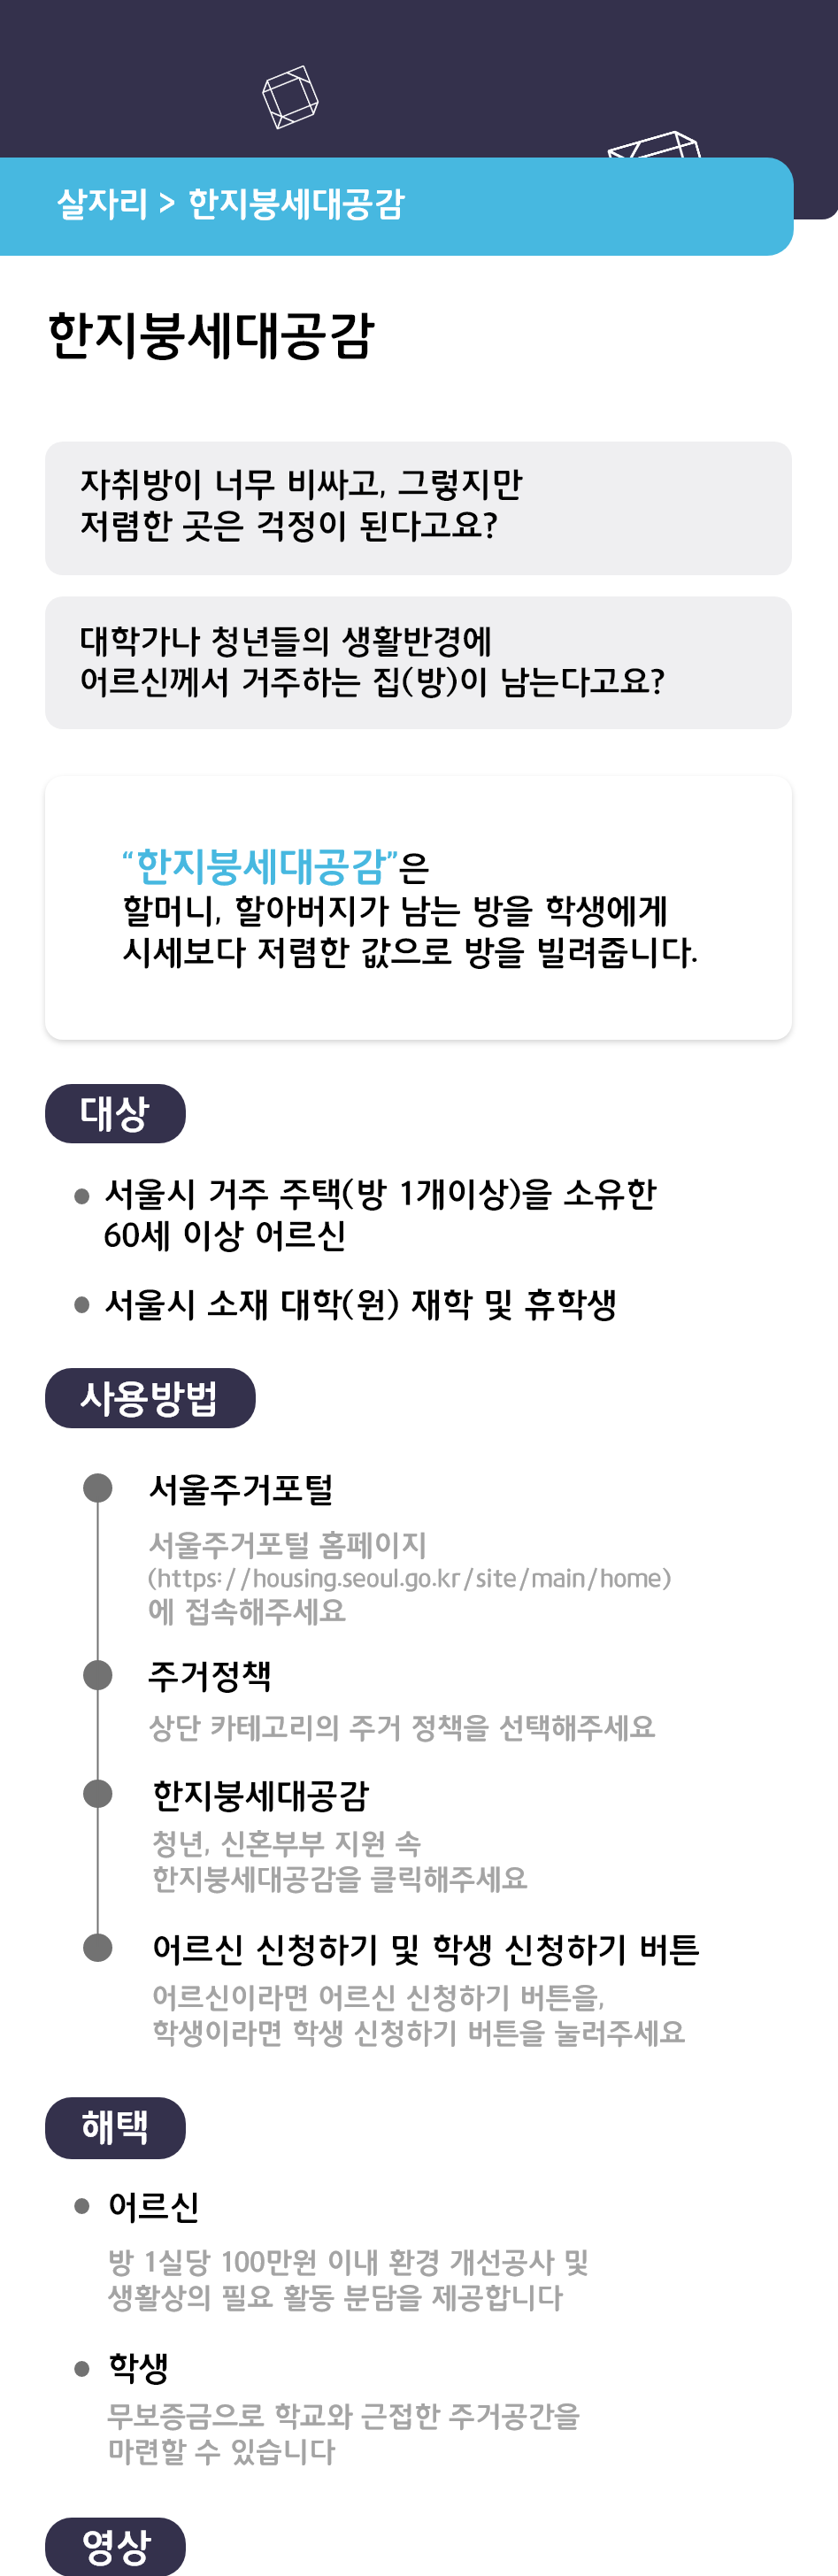 살자리 > 한지붕세대공감
한지붕세대공감
자취방이 너무 비싸고, 그렇지만
저렴한 곳은 걱정이 된다고요?
대학가나 청년들의 생활반경에
어르신께서 거주하는 집(방)이 남는다고요?
“한지붕세대공감”은
할머니, 할아버지가 남는 방을 학생에게
시세보다 저렴한 값으로 방을 빌려줍니다.
대상
서울시 거주 주택(방 1개이상)을 소유한
60세 이상 어르신
서울시 소재 대학(원) 재학 및 휴학생
사용방법
서울주거포털
서울주거포털 홈페이지
(https://housing.seoul.go.kr/site/main/home)
에 접속해주세요
주거정책
상단 카테고리의 주거 정책을 선택해주세요
한지붕세대공감
청년, 신혼부부 지원 속
한지붕세대공감을 클릭해주세요
어르신 신청하기 및 학생 신청하기 버튼
어르신이라면 어르신 신청하기 버튼을,
학생이라면 학생 신청하기 버튼을 눌러주세요
해택
어르신
방 1실당 100만원 이내 환경 개선공사 및
생활상의 필요 활동 분담을 제공합니다
학생
무보증금으로 학교와 근접한 주거공간을
마련할 수 있습니다
영상